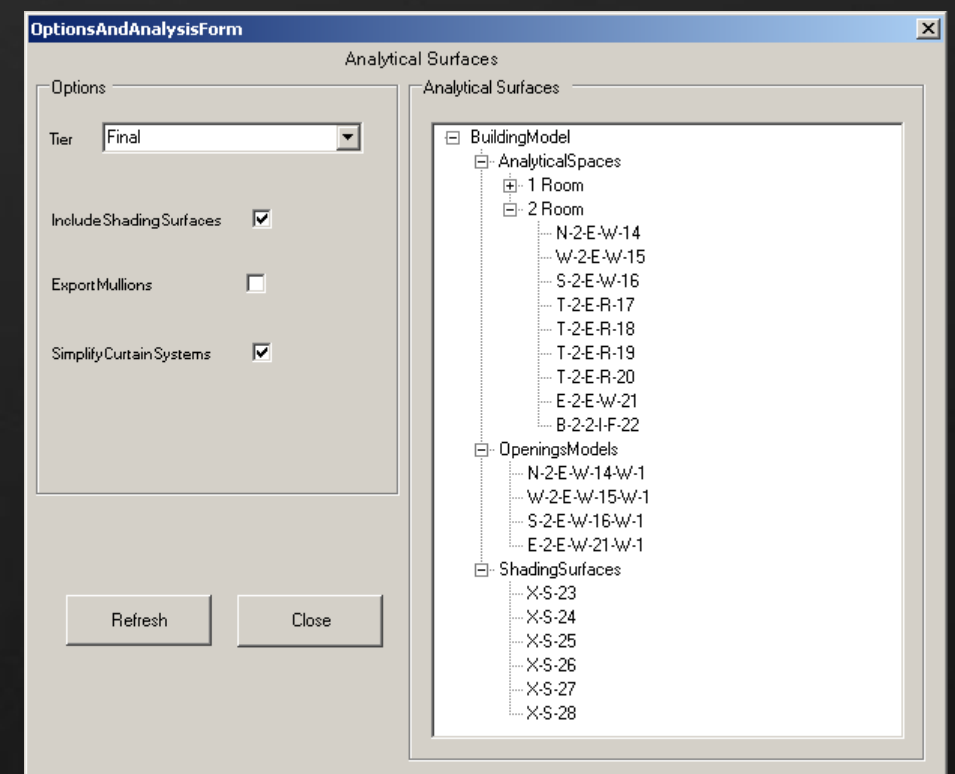 OptionsAndAnalysisForm
Analytical Surfaces
Options
Tier Final
IncludeShadingSurfaces
ExportMullions
SimplifyCurtainSystems
Refresh Close
Analytical Surfaces
BuildingModel
AnalyticalSpaces
1 Room
2 Room
N-2-E-W-14
W-2-E-W-15
S-2-E-W-16
T-2-E-R-17
T-2-E-R-18
T-2-E-R-19
T-2-E-R-20
E-2-E-W-21
B-2-2-I-F-22
OpeningsModels
N-2-E-W-14-W-1
W-2-E-W-15-W-1
S-2-E-W-16-W-1
E-2-E-W-21-W-1
ShadingSurfaces
X-S-23
X-S-24
X-S-25
X-S-26
X-S-27
X-S-28